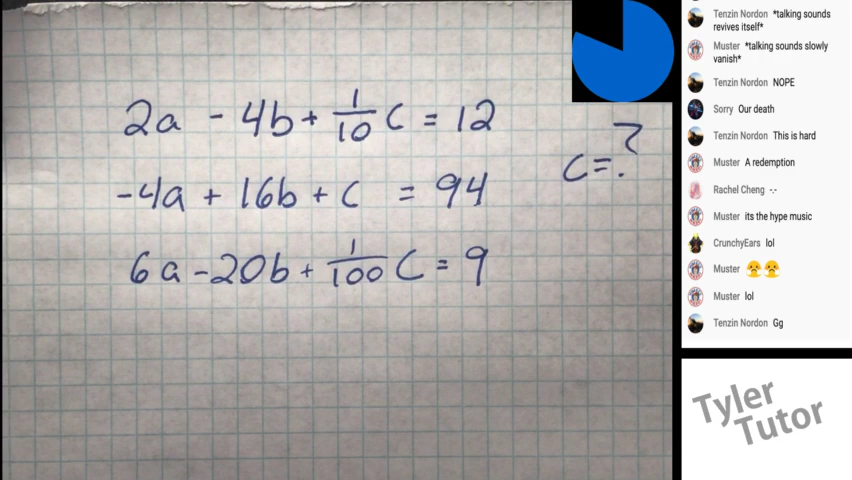 2a - 4b + 1/10 c = 12
-4a + 16b + c = 94
6a - 20b + 1/100 c = 9
c = ?
Tenzin Nordon *talking sounds
revives itself*
Muster *talking sounds slowly
vanish*
Tenzin Nordon NOPE
Sorry Our death
Tenzin Nordon This is hard
Muster A redemption
Rachel Cheng -.-
Muster its the hype music
CrunchyEars lol
Muster 😤😤
Muster lol
Tenzin Nordon Gg
Tyler
Tutor